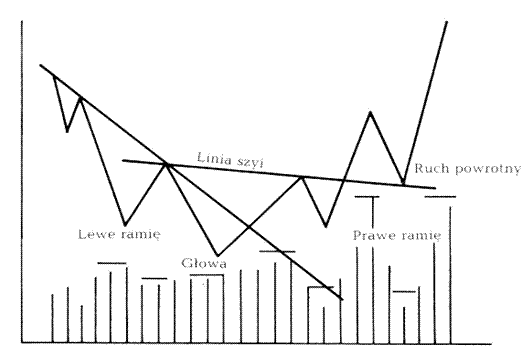 Linia szyi
Ruch powrotny
Lewe ramię
Prawe ramię
Głowa